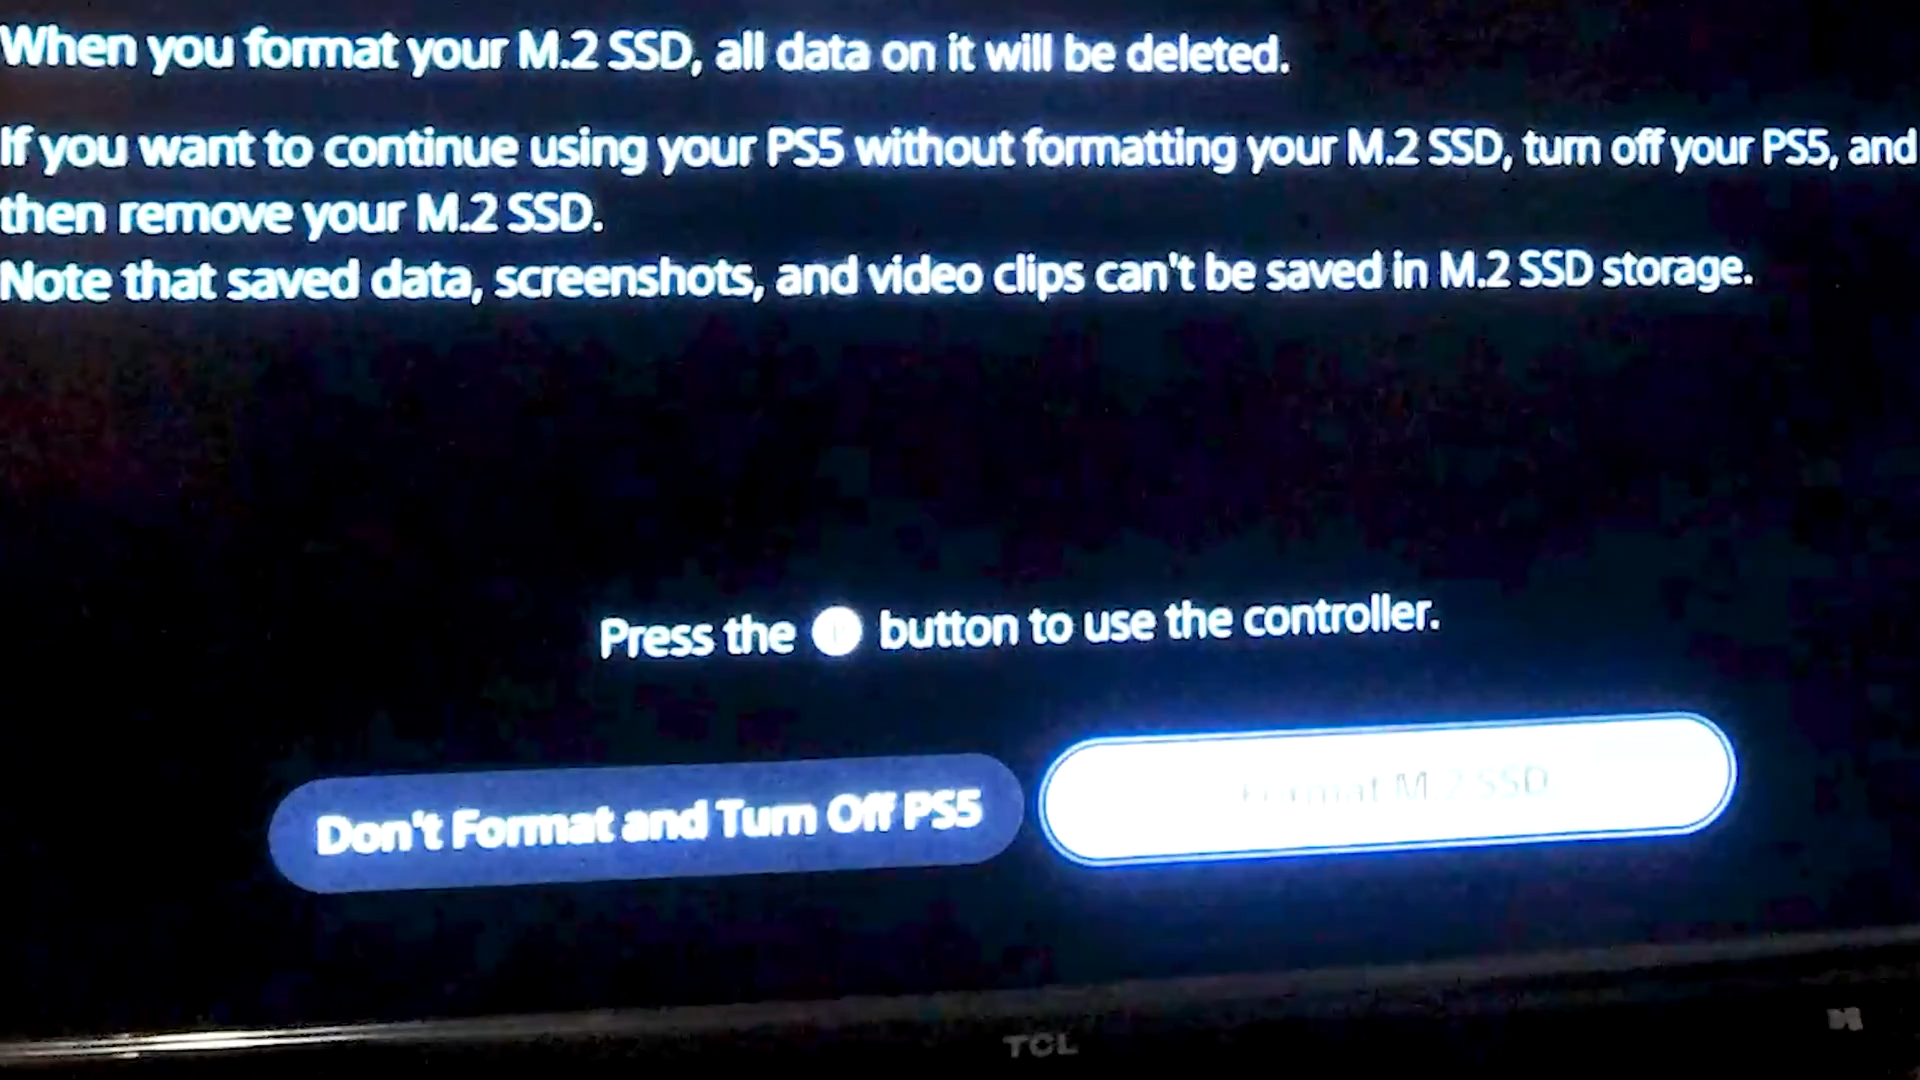 When you format your M.2 SSD, all data on it will be deleted.
If you want to continue using your PS5 without formatting your M.2 SSD, turn off your PS5, and
then remove your M.2 SSD.
Note that saved data, screenshots, and video clips can't be saved in M.2 SSD storage.
Press the button to use the controller.
Don't Format and Turn Off PS5
Format M.2 SSD
TCL